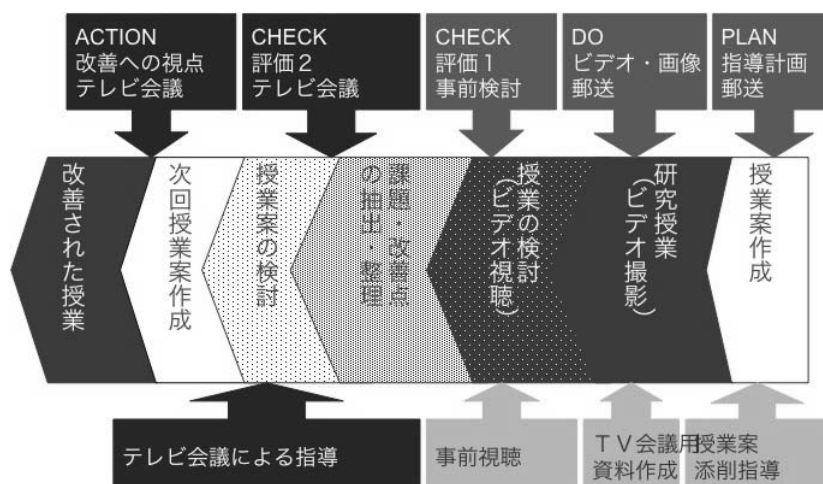 ACTION
改善への視点
テレビ会議
CHECK
評価２
テレビ会議
CHECK
評価１
事前検討
DO
ビデオ・画像
郵送
PLAN
指導計画
郵送
授業案作成
研究授業
（ビデオ撮影）
授業の検討
（ビデオ視聴）
課題・改善点
の抽出・整理
授業案の検討
次回授業案作成
改善された授業
テレビ会議による指導
事前視聴
ＴＶ会議用
資料作成
授業案
添削指導